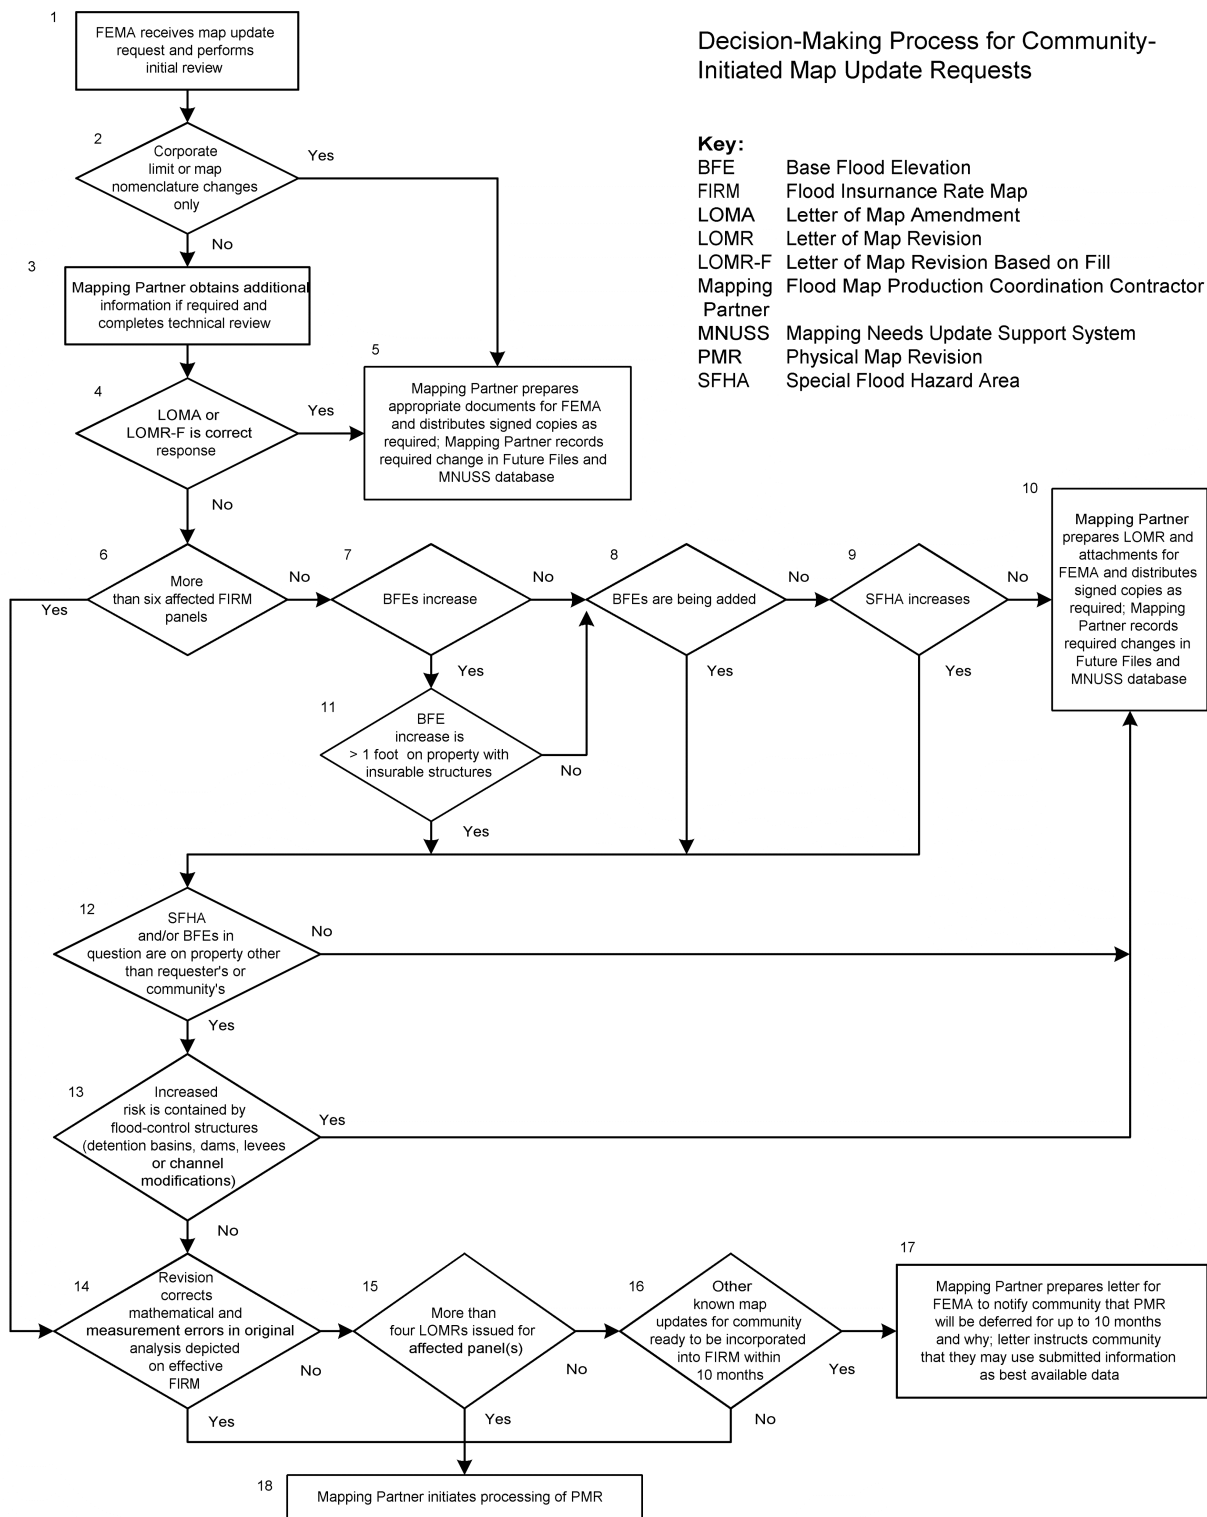 Decision-Making Process for Community-
Initiated Map Update Requests
Key:
BFE Base Flood Elevation
FIRM Flood Insurnance Rate Map
LOMA Letter of Map Amendment
LOMR Letter of Map Revision
LOMR-F Letter of Map Revision Based on Fill
Mapping Flood Map Production Coordination Contractor
Partner
MNUSS Mapping Needs Update Support System
PMR Physical Map Revision
SFHA Special Flood Hazard Area
1
FEMA receives map update
request and performs
initial review
2
Corporate
limit or map
nomenclature changes
only
Yes
No
3
Mapping Partner obtains additional
information if required and
completes technical review
4
LOMA or
LOMR-F is correct
response
Yes
No
5
Mapping Partner prepares
appropriate documents for FEMA
and distributes signed copies as
required; Mapping Partner records
required change in Future Files and
MNUSS database
6
More
than six affected FIRM
panels
Yes
No
7
BFEs increase
No
Yes
8
BFEs are being added
No
Yes
9
SFHA increases
No
Yes
10
Mapping Partner
prepares LOMR and
attachments for
FEMA and distributes
signed copies as
required; Mapping
Partner records
required changes in
Future Files and
MNUSS database
11
BFE
increase is
> 1 foot on property with
insurable structures
No
Yes
12
SFHA
and/or BFEs in
question are on property other
than requester's or
community's
No
Yes
13
Increased
risk is contained by
flood-control structures
(detention basins, dams, levees
or channel
modifications)
Yes
No
14
Revision
corrects
mathematical and
measurement errors in original
analysis depicted
on effective
FIRM
No
Yes
15
More than
four LOMRs issued for
affected panel(s)
No
Yes
16
Other
known map
updates for community
ready to be incorporated
into FIRM within
10 months
Yes
No
17
Mapping Partner prepares letter for
FEMA to notify community that PMR
will be deferred for up to 10 months
and why; letter instructs community
that they may use submitted information
as best available data
18
Mapping Partner initiates processing of PMR